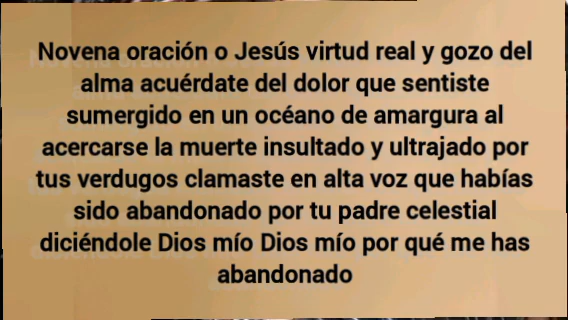 Novena oración o Jesús virtud real y gozo del
alma acuérdate del dolor que sentiste
sumergido en un océano de amargura al
acercarse la muerte insultado y ultrajado por
tus verdugos clamaste en alta voz que habías
sido abandonado por tu padre celestial
diciéndole Dios mío Dios mío por qué me has
abandonado